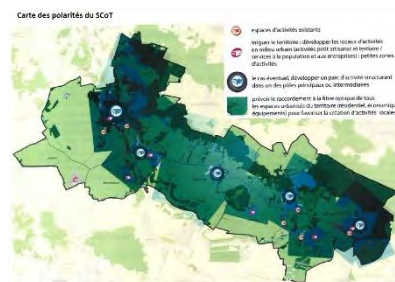 Carte des polarités du SCoT
espaces d'activités existants
irriguer le territoire : développer les locaux d'activités
en milieu urbain (activités petit artisanat et tertiaire /
services à la population et aux entreprises) ; petites zones
d'activités
le cas éventuel, développer un parc d'activité structurant
dans un des pôles principaux ou intermédiaires
prévoir le raccordement à la fibre optique de tous
les espaces urbanisés du territoire (résidentiel, économique,
équipements) pour favoriser la création d'activités locales